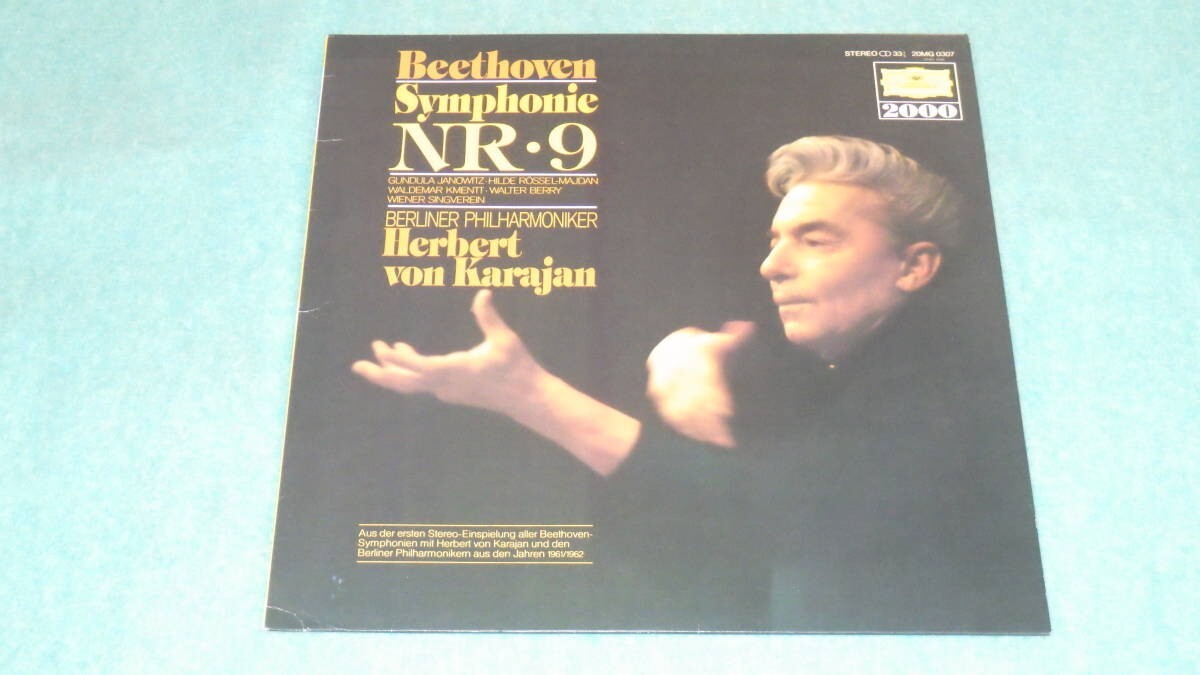 Beethoven
Symphonie
NR·9
GUNDULA JANOWITZ·HILDE RÖSSEL-MAJDAN
WALDEMAR KMENTT·WALTER BERRY
WIENER SINGVEREIN
BERLINER PHILHARMONIKER
Herbert
von Karajan
STEREO 33 20MG 0307
2000
Aus der ersten Stereo-Einspielung aller Beethoven-
Symphonien mit Herbert von Karajan und den
Berliner Philharmonikern aus den Jahren 1961/1962